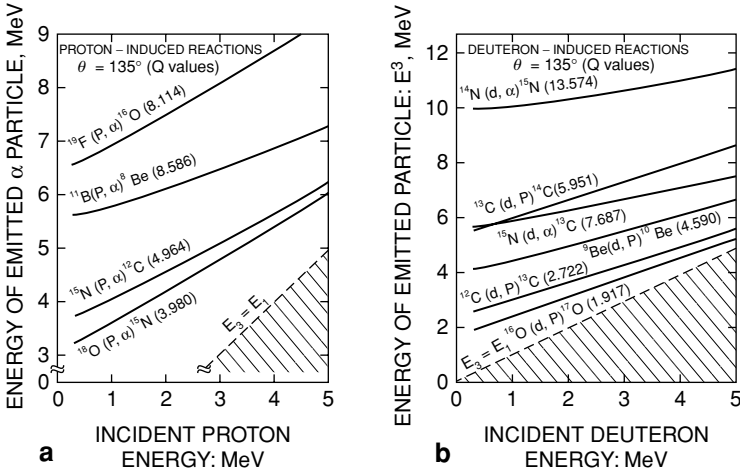 ENERGY OF EMITTED α PARTICLE, MeV
9
8
7
6
5
4
3
0
PROTON – INDUCED REACTIONS
θ = 135° (Q values)
¹⁹F (P, α)¹⁶O (8.114)
¹¹B(P, α)⁸ Be (8.586)
¹⁵N (P, α)¹²C (4.964)
¹⁸O (P, α)¹⁵N (3.980)
E₃ = E₁
0 1 2 3 4 5
INCIDENT PROTON
ENERGY: MeV
a
ENERGY OF EMITTED PARTICLE: E³, MeV
12
10
8
6
4
2
0
DEUTERON – INDUCED REACTIONS
θ = 135° (Q values)
¹⁴N (d, α)¹⁵N (13.574)
¹³C (d, P)¹⁴C(5.951)
¹⁵N (d, α)¹³C (7.687)
⁹Be(d, P)¹⁰ Be (4.590)
¹²C (d, P)¹³C (2.722)
¹⁶O (d, P)¹⁷O (1.917)
E₃ = E₁
0 1 2 3 4 5
INCIDENT DEUTERON
ENERGY: MeV
b